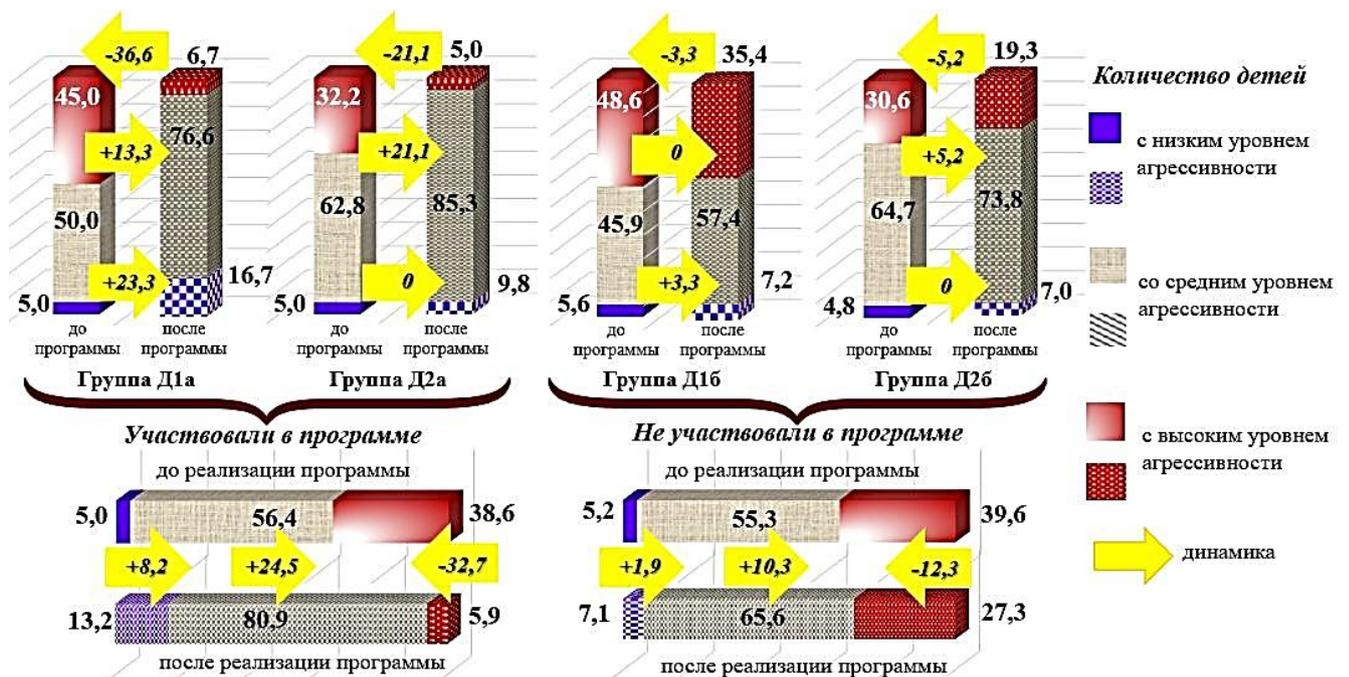 -36,6
6,7
-21,1
5,0
-3,3
35,4
-5,2
19,3
45,0
76,6
32,2
48,6
30,6
+13,3
+21,1
0
+5,2
50,0
62,8
85,3
45,9
57,4
64,7
73,8
+23,3
16,7
0
9,8
+3,3
7,2
0
7,0
5,0
5,0
5,6
4,8
до
программы
после
программы
до
программы
после
программы
до
программы
после
программы
до
программы
после
программы
Группа Д1а
Группа Д2а
Группа Д1б
Группа Д2б
Участвовали в программе
Не участвовали в программе
до реализации программы
5,0
56,4
38,6
+8,2
+24,5
-32,7
13,2
80,9
5,9
после реализации программы
до реализации программы
5,2
55,3
39,6
+1,9
+10,3
-12,3
7,1
65,6
27,3
после реализации программы
Количество детей
с низким уровнем
агрессивности
со средним уровнем
агрессивности
с высоким уровнем
агрессивности
динамика